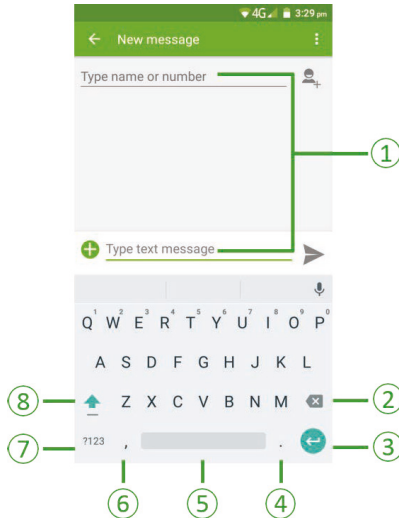 4G 3:29 pm
New message
Type name or number
1
Type text message
1 2 3 4 5 6 7 8 9 0
Q W E R T Y U I O P
A S D F G H J K L
8 Z X C V B N M 2
7 ?123 , . 3
6 5 4